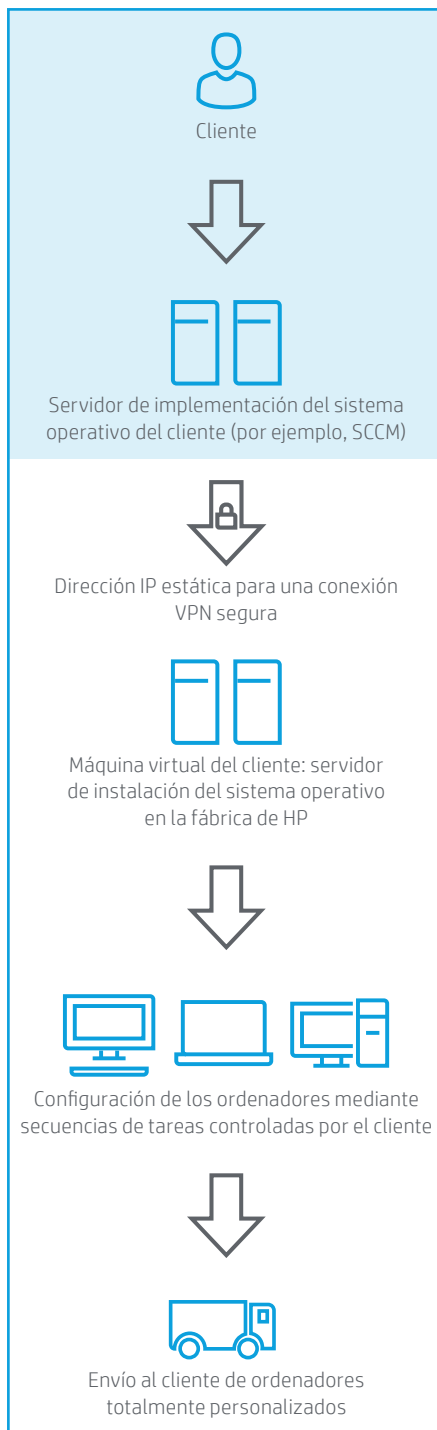 Cliente
Servidor de implementación del sistema
operativo del cliente (por ejemplo, SCCM)
Dirección IP estática para una conexión
VPN segura
Máquina virtual del cliente: servidor
de instalación del sistema operativo
en la fábrica de HP
Configuración de los ordenadores mediante
secuencias de tareas controladas por el cliente
Envío al cliente de ordenadores
totalmente personalizados